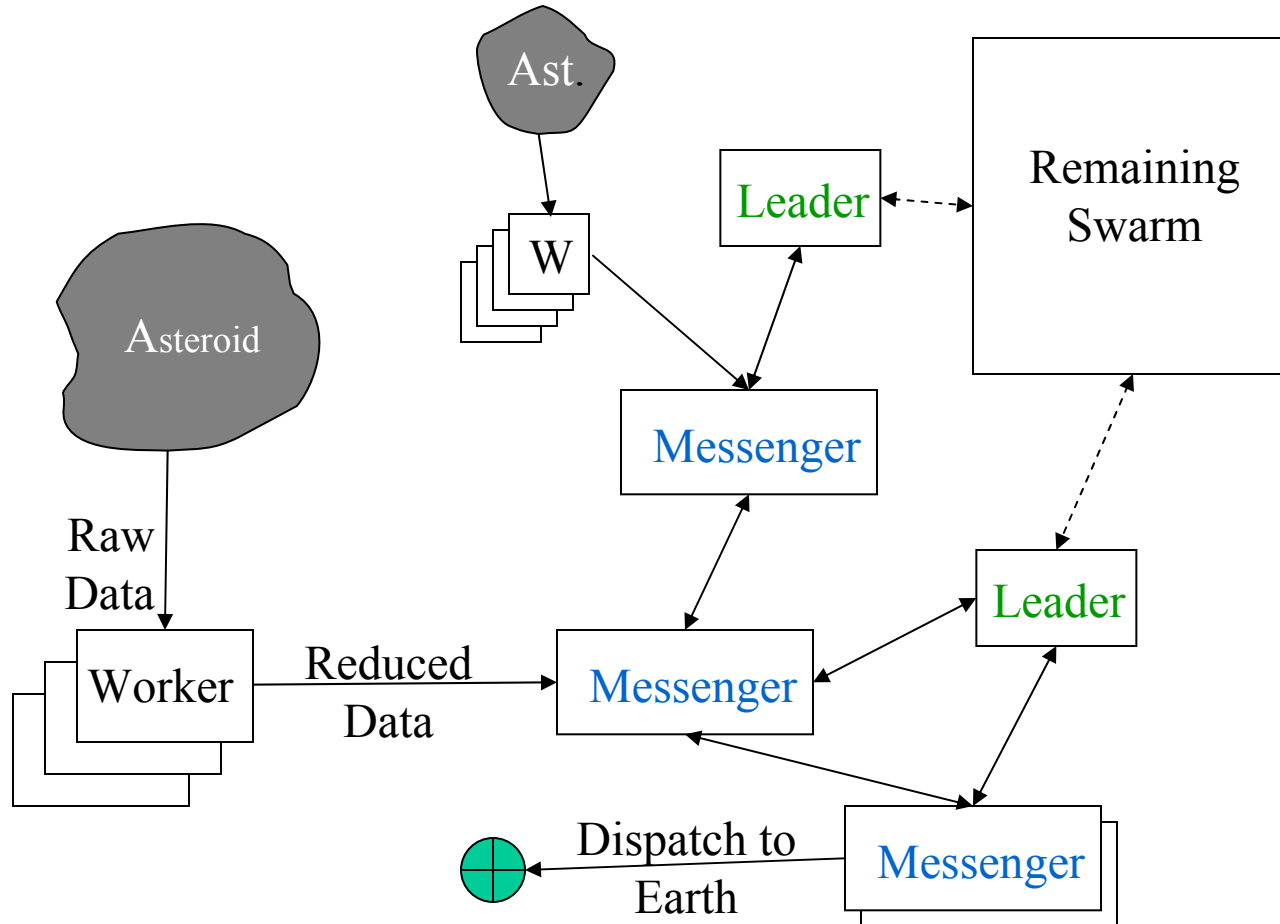 Ast.
Leader
Remaining
Swarm
W
Asteroid
Messenger
Raw
Data
Leader
Worker
Reduced
Data
Messenger
Dispatch to
Earth
Messenger